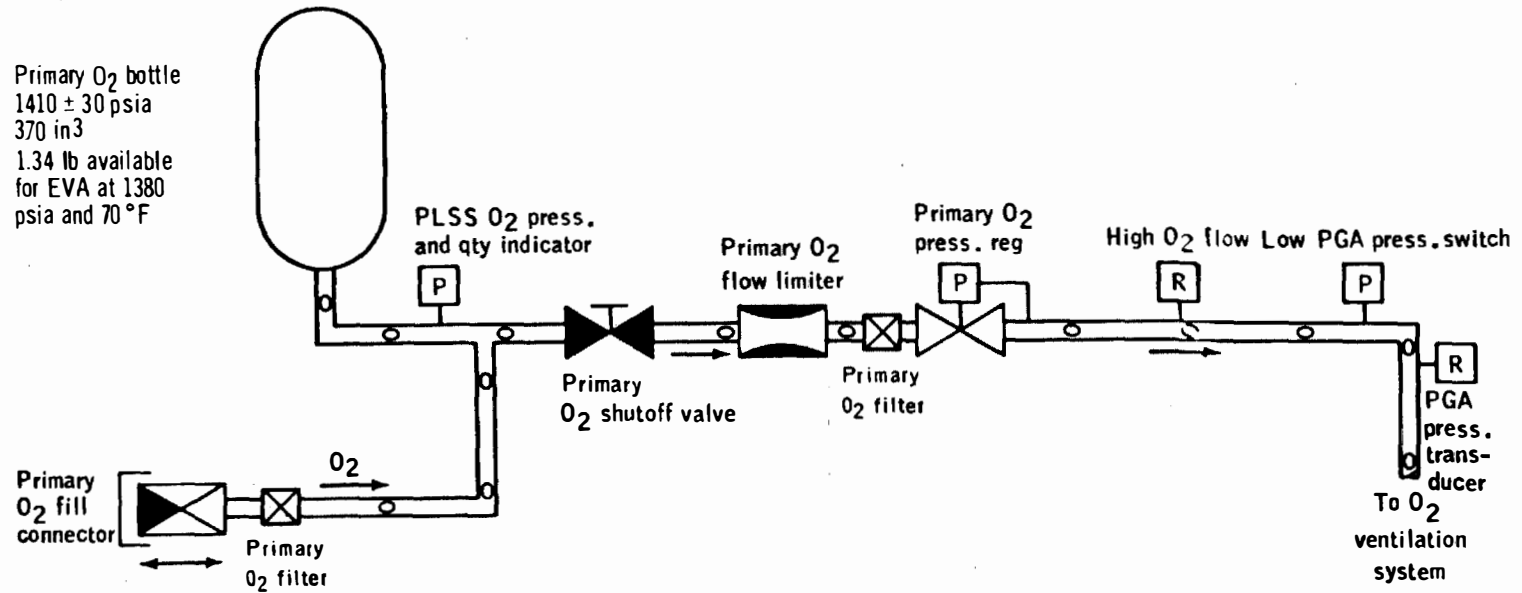 Primary O2 bottle
1410 ± 30 psia
370 in3
1.34 lb available
for EVA at 1380
psia and 70°F
PLSS O2 press.
and qty indicator
P
Primary O2
flow limiter
Primary O2
press. reg
P
High O2 flow
R
Low PGA press. switch
P
Primary
O2 shutoff valve
Primary
O2 filter
R
PGA
press.
trans-
ducer
To O2
ventilation
system
Primary
O2 fill
connector
O2
Primary
O2 filter